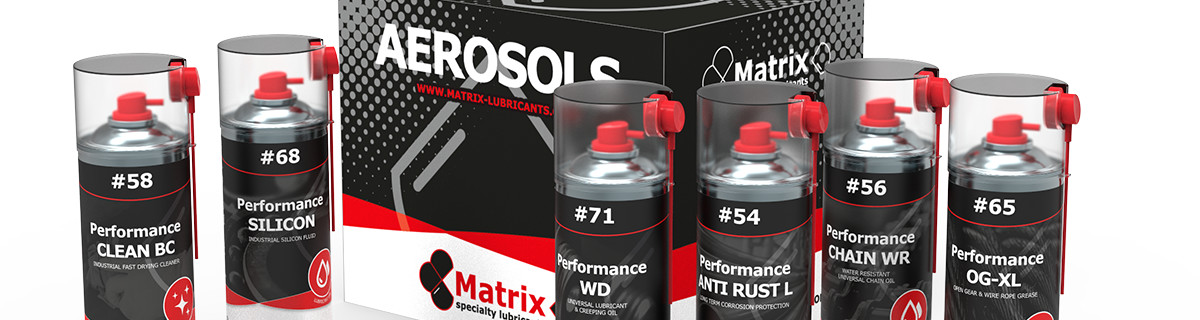 AEROSOLS
WWW.MATRIX-LUBRICANTS.
Matrix
Matrix
specialty lubric
#58
Performance
CLEAN BC
INDUSTRIAL FAST DRYING CLEANER
#68
Performance
SILICON
INDUSTRIAL SILICON FLUID
#71
Performance
WD
UNIVERSAL LUBRICANT
& CREEPING OIL
#54
Performance
ANTI RUST L
LONG TERM CORROSION PROTECTION
#56
Performance
CHAIN WR
WATER RESISTANT
UNIVERSAL CHAIN OIL
#65
Performance
OG-XL
OPEN GEAR & WIRE ROPE GREASE